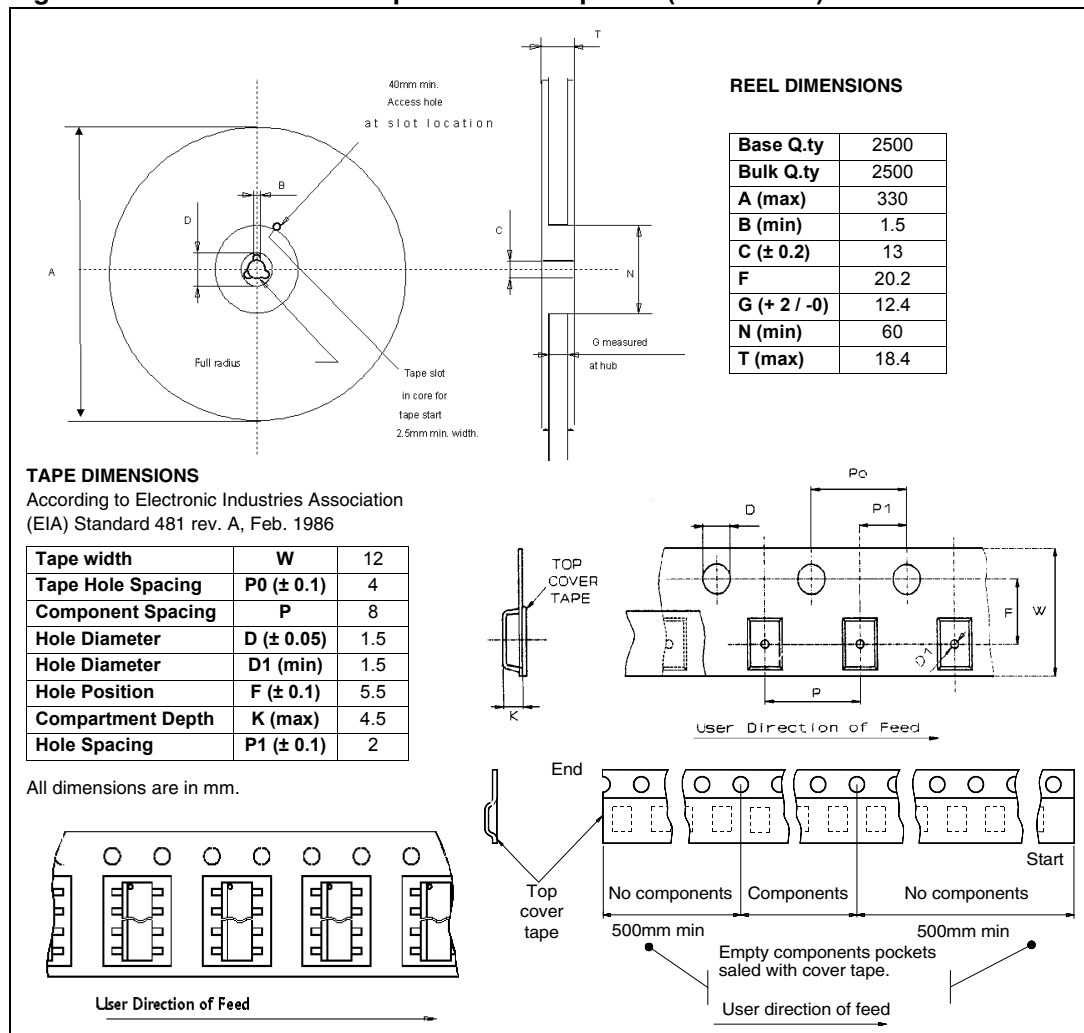 T
40mm min.
Access hole
at slot location
B
D
C
A
N
Full radius
G measured
at hub
Tape slot
in core for
tape start
2.5mm min. width.
REEL DIMENSIONS
Base Q.ty 2500
Bulk Q.ty 2500
A (max) 330
B (min) 1.5
C (± 0.2) 13
F 20.2
G (+ 2 / -0) 12.4
N (min) 60
T (max) 18.4
TAPE DIMENSIONS
According to Electronic Industries Association
(EIA) Standard 481 rev. A, Feb. 1986
Tape width W 12
Tape Hole Spacing P0 (± 0.1) 4
Component Spacing P 8
Hole Diameter D (± 0.05) 1.5
Hole Diameter D1 (min) 1.5
Hole Position F (± 0.1) 5.5
Compartment Depth K (max) 4.5
Hole Spacing P1 (± 0.1) 2
All dimensions are in mm.
Po
D
P1
TOP
COVER
TAPE
F
W
D1
K
P
User Direction of Feed
End
Start
Top
cover
tape
No components
Components
No components
500mm min
500mm min
Empty components pockets
saled with cover tape.
User direction of feed
User Direction of Feed